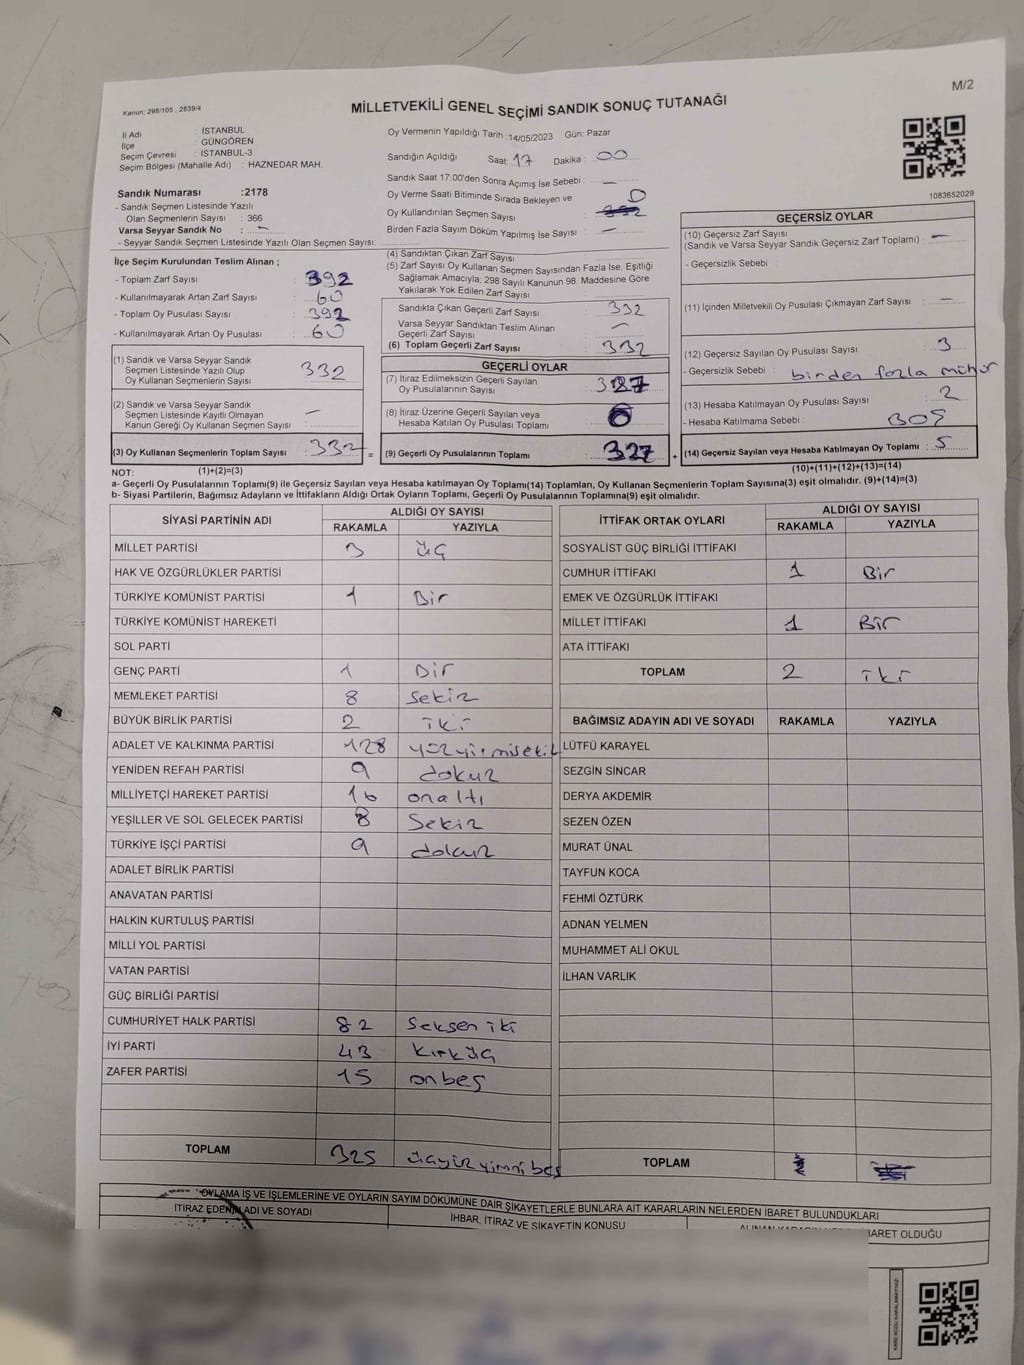 M/2
Kanun: 298/105 , 2839/4
MİLLETVEKİLİ GENEL SEÇİMİ SANDIK SONUÇ TUTANAĞI
İl Adı : İSTANBUL
İlçe : GÜNGÖREN
Seçim Çevresi : İSTANBUL-3
Seçim Bölgesi (Mahalle Adı) : HAZNEDAR MAH.
Sandık Numarası :2178
- Sandık Seçmen Listesinde Yazılı
Olan Seçmenlerin Sayısı : 366
Varsa Seyyar Sandık No : –
- Seyyar Sandık Seçmen Listesinde Yazılı Olan Seçmen Sayısı:
Oy Vermenin Yapıldığı Tarih :14/05/2023 Gün: Pazar
Sandığın Açıldığı Saat: 17 Dakika : 00
Sandık Saat 17:00'den Sonra Açımış İse Sebebi : –
Oy Verme Saati Bitiminde Sırada Bekleyen ve
Oy Kullandırılan Seçmen Sayısı : 0
Birden Fazla Sayım Döküm Yapılmış İse Sayısı : –
1083652029
İlçe Seçim Kurulundan Teslim Alınan ;
- Toplam Zarf Sayısı : 392
- Kullanılmayarak Artan Zarf Sayısı : 60
- Toplam Oy Pusulası Sayısı : 392
- Kullanılmayarak Artan Oy Pusulası : 60
(1) Sandık ve Varsa Seyyar Sandık
Seçmen Listesinde Yazılı Olup
Oy Kullanan Seçmenlerin Sayısı : 332
(2) Sandık ve Varsa Seyyar Sandık
Seçmen Listesinde Kayıtlı Olmayan
Kanun Gereği Oy Kullanan Seçmen Sayısı : –
(3) Oy Kullanan Seçmenlerin Toplam Sayısı : 332 =
(4) Sandıktan Çıkan Zarf Sayısı :
(5) Zarf Sayısı Oy Kullanan Seçmen Sayısından Fazla İse, Eşitliği
Sağlamak Amacıyla; 298 Sayılı Kanunun 98. Maddesine Göre
Yakılarak Yok Edilen Zarf Sayısı :
Sandıkta Çıkan Geçerli Zarf Sayısı : 332
Varsa Seyyar Sandıktan Teslim Alınan
Geçerli Zarf Sayısı : –
(6) Toplam Geçerli Zarf Sayısı : 332
GEÇERLİ OYLAR
(7) İtiraz Edilmeksizin Geçerli Sayılan
Oy Pusulalarının Sayısı : 327
(8) İtiraz Üzerine Geçerli Sayılan veya
Hesaba Katılan Oy Pusulası Toplamı : 0
(9) Geçerli Oy Pusulalarının Toplamı : 327 +
GEÇERSİZ OYLAR
(10) Geçersiz Zarf Sayısı : –
(Sandık ve Varsa Seyyar Sandık Geçersiz Zarf Toplamı)
- Geçersizlik Sebebi :
(11) İçinden Milletvekili Oy Pusulası Çıkmayan Zarf Sayısı : –
(12) Geçersiz Sayılan Oy Pusulası Sayısı : 3
- Geçersizlik Sebebi : birden fazla mühür
(13) Hesaba Katılmayan Oy Pusulası Sayısı : 2
- Hesaba Katılmama Sebebi : BOŞ
(14) Geçersiz Sayılan veya Hesaba Katılmayan Oy Toplamı : 5
NOT: (1)+(2)=(3) (10)+(11)+(12)+(13)=(14)
a- Geçerli Oy Pusulalarının Toplamı(9) ile Geçersiz Sayılan veya Hesaba katılmayan Oy Toplamı(14) Toplamları, Oy Kullanan Seçmenlerin Toplam Sayısına(3) eşit olmalıdır. (9)+(14)=(3)
b- Siyasi Partilerin, Bağımsız Adayların ve İttifakların Aldığı Ortak Oyların Toplamı, Geçerli Oy Pusulalarının Toplamına(9) eşit olmalıdır.
SİYASİ PARTİNİN ADI ALDIĞI OY SAYISI
RAKAMLA YAZIYLA
MİLLET PARTİSİ 3 üç
HAK VE ÖZGÜRLÜKLER PARTİSİ
TÜRKİYE KOMÜNİST PARTİSİ 1 Bir
TÜRKİYE KOMÜNİST HAREKETİ
SOL PARTİ
GENÇ PARTİ 1 Bir
MEMLEKET PARTİSİ 8 Sekiz
BÜYÜK BİRLİK PARTİSİ 2 iki
ADALET VE KALKINMA PARTİSİ 128 yüzyirmisekiz
YENİDEN REFAH PARTİSİ 9 dokuz
MİLLİYETÇİ HAREKET PARTİSİ 16 onaltı
YEŞİLLER VE SOL GELECEK PARTİSİ 8 Sekiz
TÜRKİYE İŞÇİ PARTİSİ 9 dokuz
ADALET BİRLİK PARTİSİ
ANAVATAN PARTİSİ
HALKIN KURTULUŞ PARTİSİ
MİLLİ YOL PARTİSİ
VATAN PARTİSİ
GÜÇ BİRLİĞİ PARTİSİ
CUMHURİYET HALK PARTİSİ 82 Seksen iki
İYİ PARTİ 43 kırküç
ZAFER PARTİSİ 15 onbeş
TOPLAM 325 üçyüzyirmibeş
İTTİFAK ORTAK OYLARI ALDIĞI OY SAYISI
RAKAMLA YAZIYLA
SOSYALİST GÜÇ BİRLİĞİ İTTİFAKI
CUMHUR İTTİFAKI 1 Bir
EMEK VE ÖZGÜRLÜK İTTİFAKI
MİLLET İTTİFAKI 1 Bir
ATA İTTİFAKI
TOPLAM 2 iki
BAĞIMSIZ ADAYIN ADI VE SOYADI RAKAMLA YAZIYLA
LÜTFÜ KARAYEL
SEZGİN SİNCAR
DERYA AKDEMİR
SEZEN ÖZEN
MURAT ÜNAL
TAYFUN KOCA
FEHMİ ÖZTÜRK
ADNAN YELMEN
MUHAMMET ALİ OKUL
İLHAN VARLIK
TOPLAM
OYLAMA İŞ VE İŞLEMLERİNE VE OYLARIN SAYIM DÖKÜMÜNE DAİR ŞİKAYETLERLE BUNLARA AİT KARARLARIN NELERDEN İBARET BULUNDUKLARI
İTİRAZ EDENİN ADI VE SOYADI İHBAR, İTİRAZ VE ŞİKAYETİN KONUSU İBARET OLDUĞU